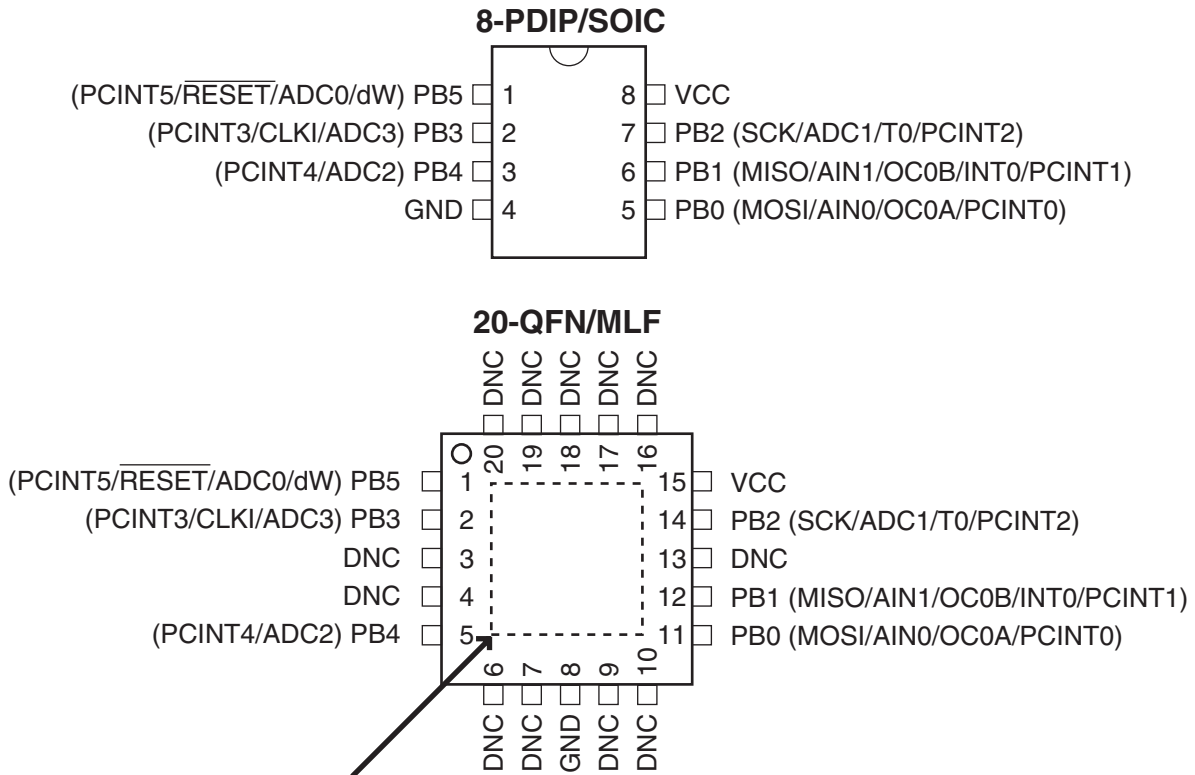 8-PDIP/SOIC
(PCINT5/RESET/ADC0/dW) PB5 1 8 VCC
(PCINT3/CLKI/ADC3) PB3 2 7 PB2 (SCK/ADC1/T0/PCINT2)
(PCINT4/ADC2) PB4 3 6 PB1 (MISO/AIN1/OC0B/INT0/PCINT1)
GND 4 5 PB0 (MOSI/AIN0/OC0A/PCINT0)
20-QFN/MLF
DNC DNC DNC DNC DNC
20 19 18 17 16
(PCINT5/RESET/ADC0/dW) PB5 1 15 VCC
(PCINT3/CLKI/ADC3) PB3 2 14 PB2 (SCK/ADC1/T0/PCINT2)
DNC 3 13 DNC
DNC 4 12 PB1 (MISO/AIN1/OC0B/INT0/PCINT1)
(PCINT4/ADC2) PB4 5 11 PB0 (MOSI/AIN0/OC0A/PCINT0)
6 7 8 9 10
DNC DNC GND DNC DNC